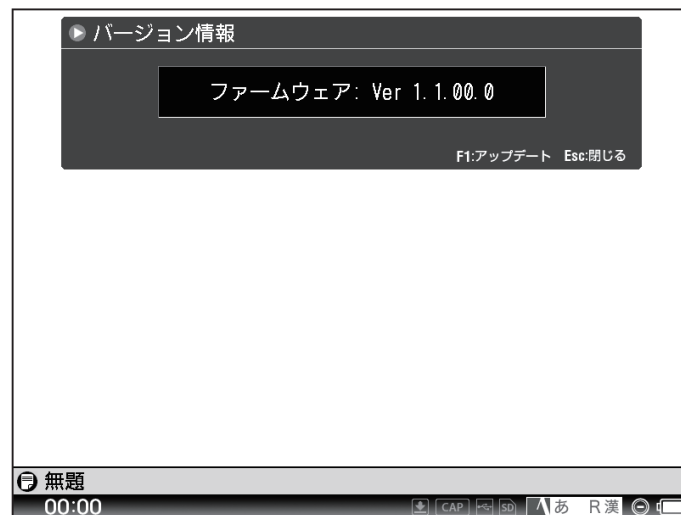 バージョン情報
ファームウェア: Ver 1.1.00.0
F1:アップデート Esc:閉じる
無題
00:00 CAP SD あ R漢